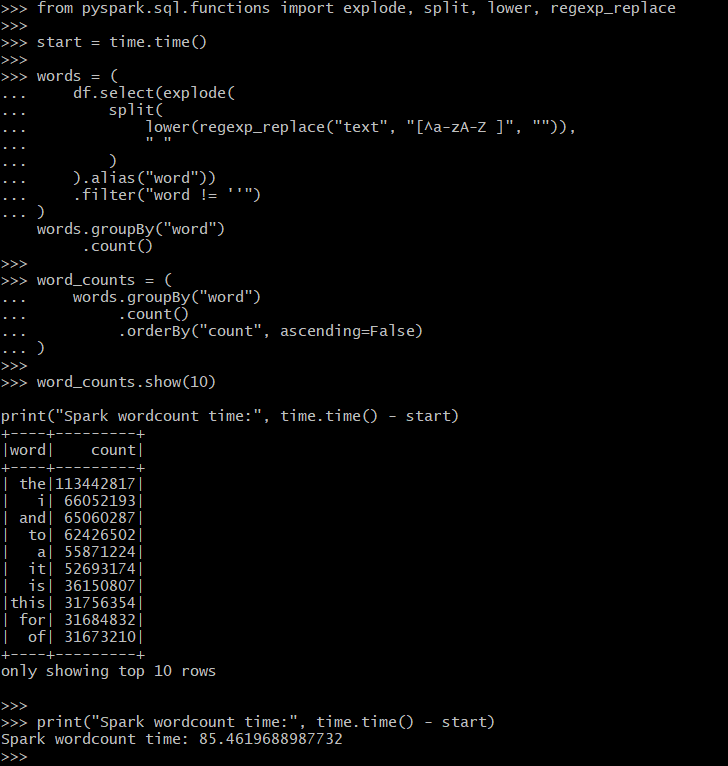 >>> from pyspark.sql.functions import explode, split, lower, regexp_replace
>>>
>>> start = time.time()
>>>
>>> words = (
...     df.select(explode(
...         split(
...             lower(regexp_replace("text", "[^a-zA-Z ]", "")),
...             " "
...         )
...     ).alias("word"))
...     .filter("word != ''")
... )
    words.groupBy("word")
         .count()
>>>
>>> word_counts = (
...     words.groupBy("word")
...          .count()
...          .orderBy("count", ascending=False)
... )
>>>
>>> word_counts.show(10)

print("Spark wordcount time:", time.time() - start)
+----+---------+
|word|    count|
+----+---------+
| the|113442817|
|   i| 66052193|
| and| 65060287|
|  to| 62426502|
|   a| 55871224|
|  it| 52693174|
|  is| 36150807|
|this| 31756354|
| for| 31684832|
|  of| 31673210|
+----+---------+
only showing top 10 rows

>>>
>>> print("Spark wordcount time:", time.time() - start)
Spark wordcount time: 85.4619688987732
>>>